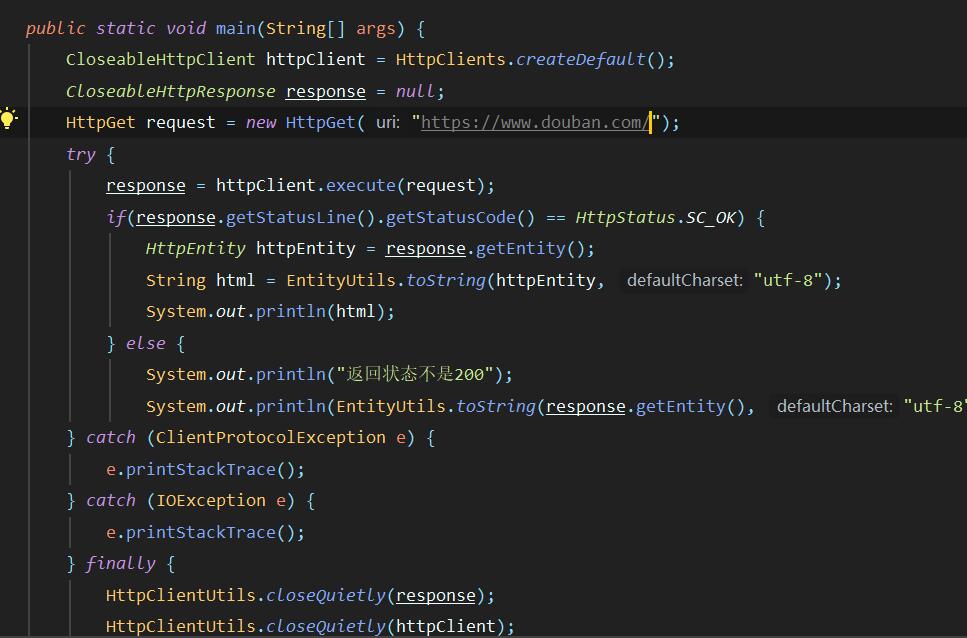 public static void main(String[] args) {
CloseableHttpClient httpClient = HttpClients.createDefault();
CloseableHttpResponse response = null;
HttpGet request = new HttpGet( uri: "https://www.douban.com/");
try {
response = httpClient.execute(request);
if(response.getStatusLine().getStatusCode() == HttpStatus.SC_OK) {
HttpEntity httpEntity = response.getEntity();
String html = EntityUtils.toString(httpEntity, defaultCharset: "utf-8");
System.out.println(html);
} else {
System.out.println("返回状态不是200");
System.out.println(EntityUtils.toString(response.getEntity(), defaultCharset: "utf-8"
} catch (ClientProtocolException e) {
e.printStackTrace();
} catch (IOException e) {
e.printStackTrace();
} finally {
HttpClientUtils.closeQuietly(response);
HttpClientUtils.closeQuietly(httpClient);